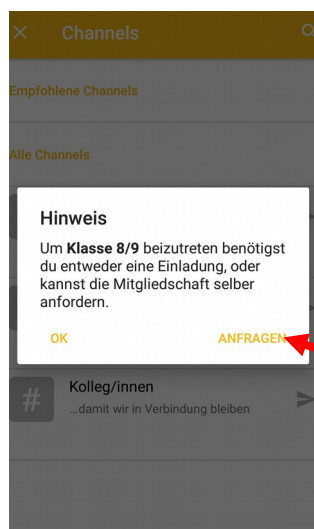 Channels
Empfohlene Channels
Alle Channels
Hinweis
Um Klasse 8/9 beizutreten benötigst
du entweder eine Einladung, oder
kannst die Mitgliedschaft selber
anfordern.
OK ANFRAGEN
# Kolleg/innen
...damit wir in Verbindung bleiben